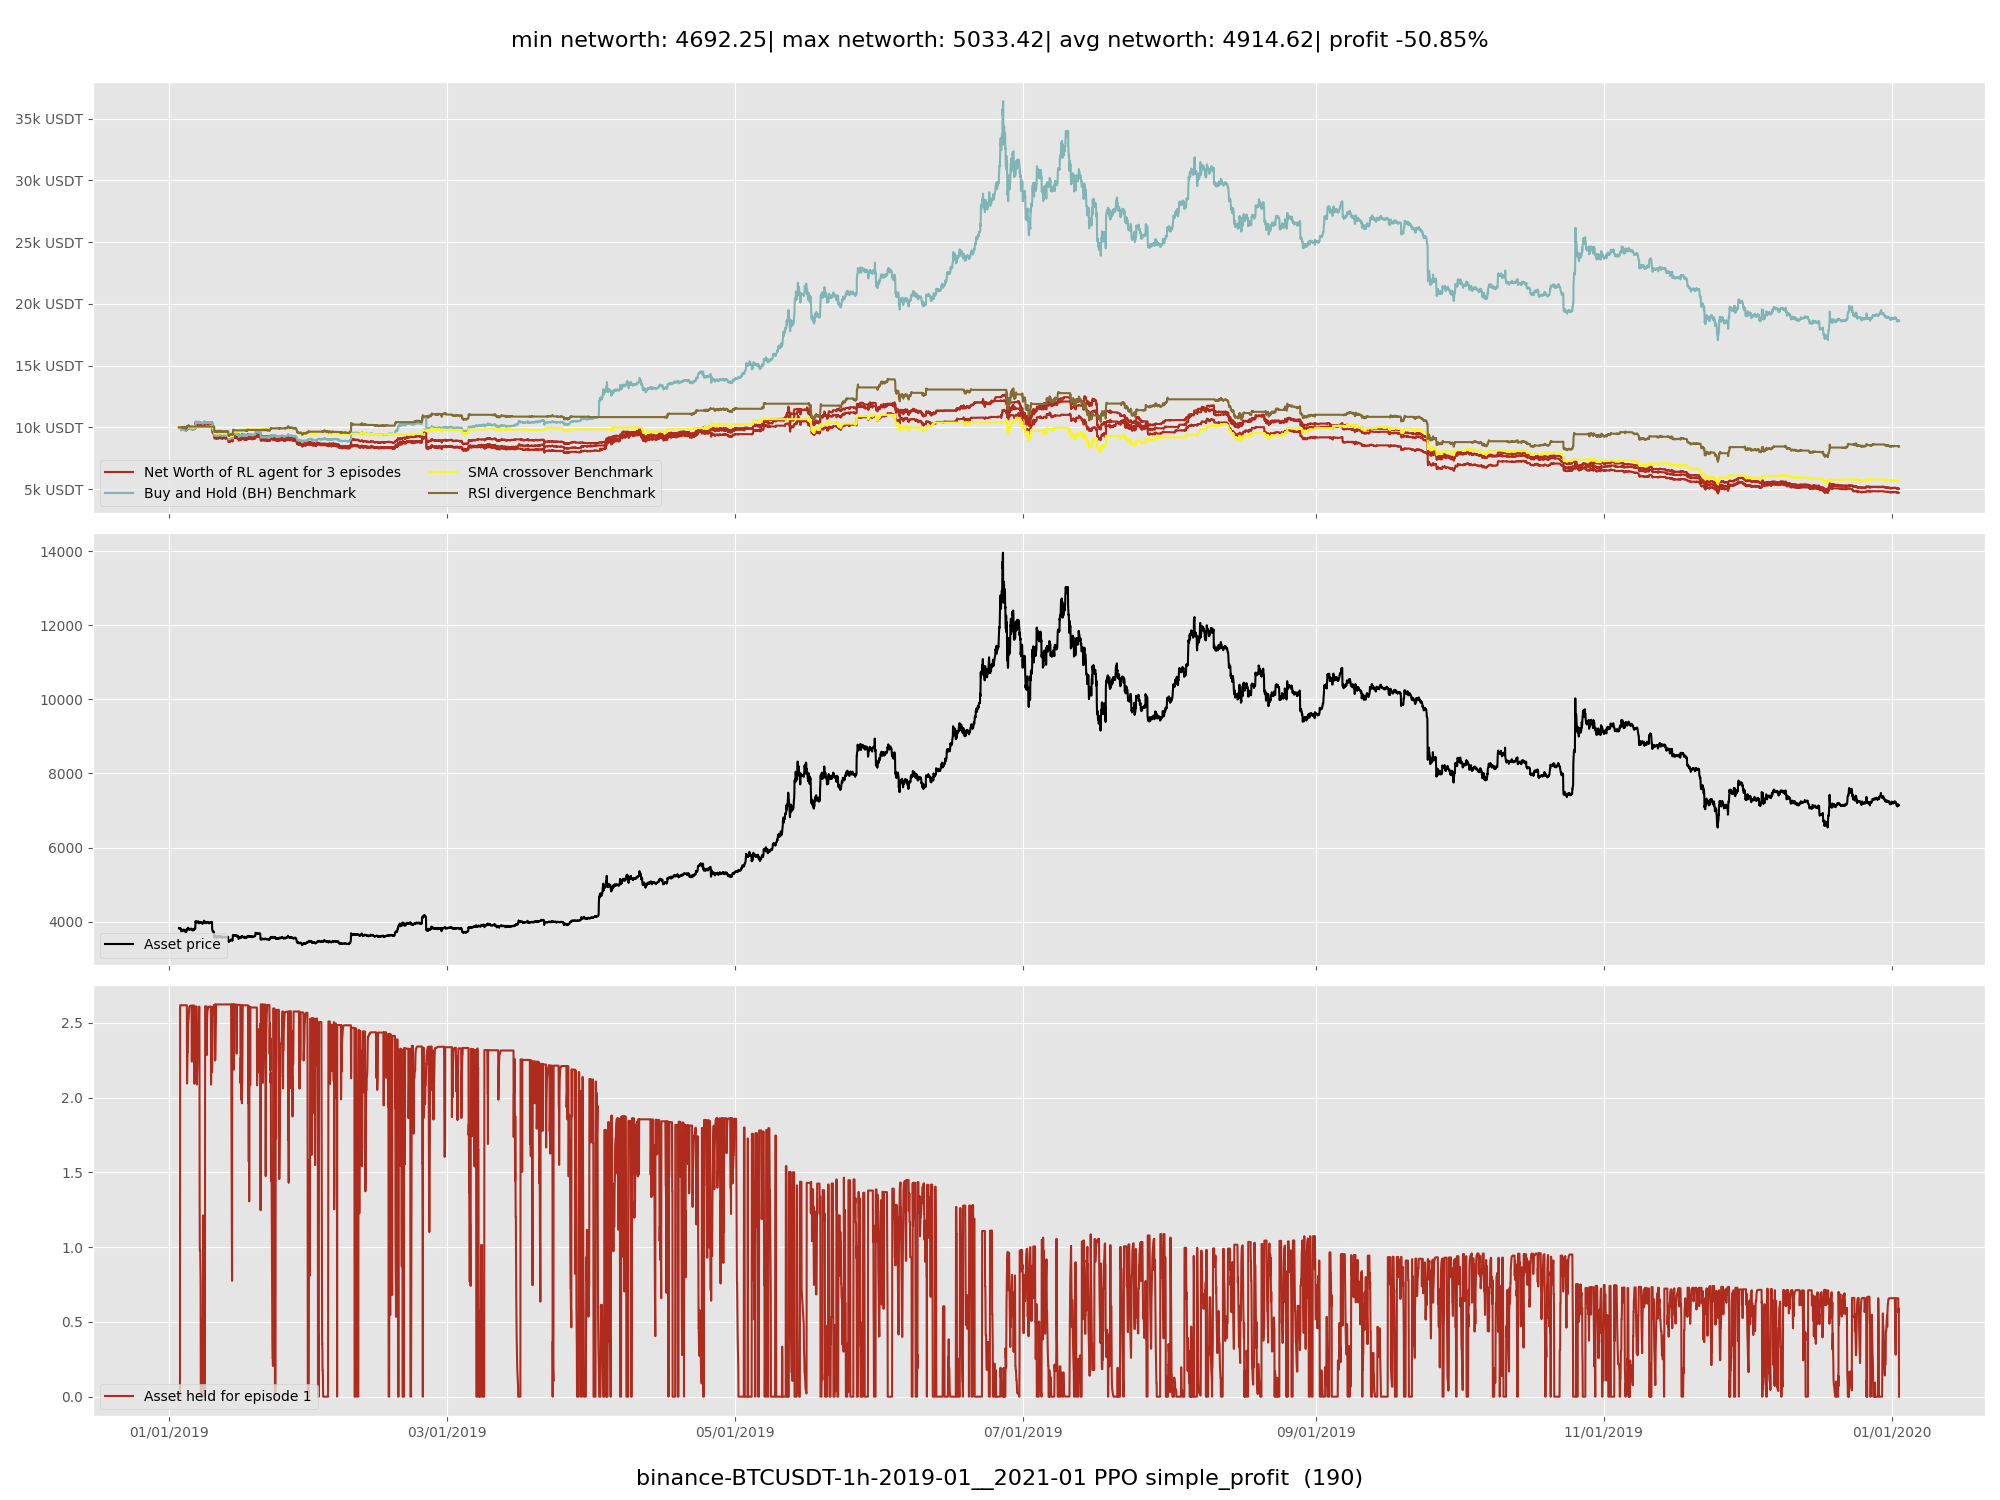 min networth: 4692.25| max networth: 5033.42| avg networth: 4914.62| profit -50.85%
35k USDT
30k USDT
25k USDT
20k USDT
15k USDT
10k USDT
5k USDT
Net Worth of RL agent for 3 episodes
Buy and Hold (BH) Benchmark
SMA crossover Benchmark
RSI divergence Benchmark
14000
12000
10000
8000
6000
4000
Asset price
2.5
2.0
1.5
1.0
0.5
0.0
Asset held for episode 1
01/01/2019 03/01/2019 05/01/2019 07/01/2019 09/01/2019 11/01/2019 01/01/2020
binance-BTCUSDT-1h-2019-01__2021-01 PPO simple_profit  (190)